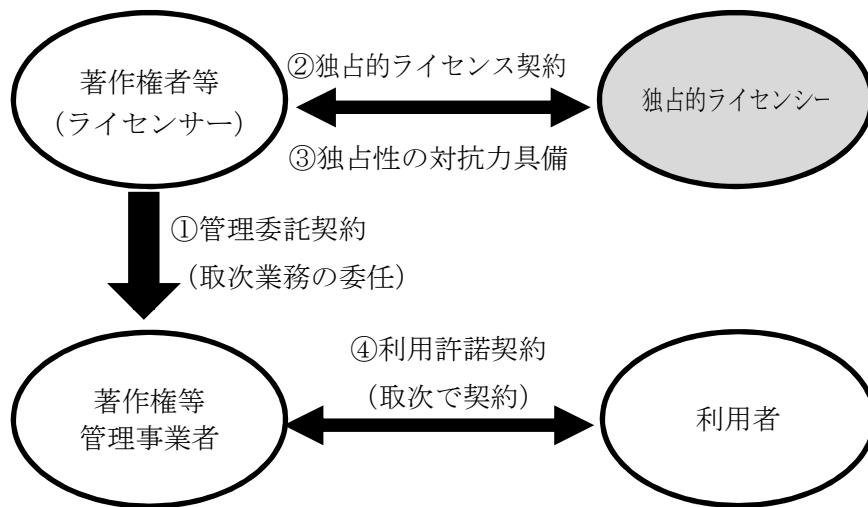 著作権者等
（ライセンサー）
②独占的ライセンス契約
③独占性の対抗力具備
独占的ライセンシー
①管理委託契約
（取次業務の委任）
著作権等
管理事業者
④利用許諾契約
（取次で契約）
利用者